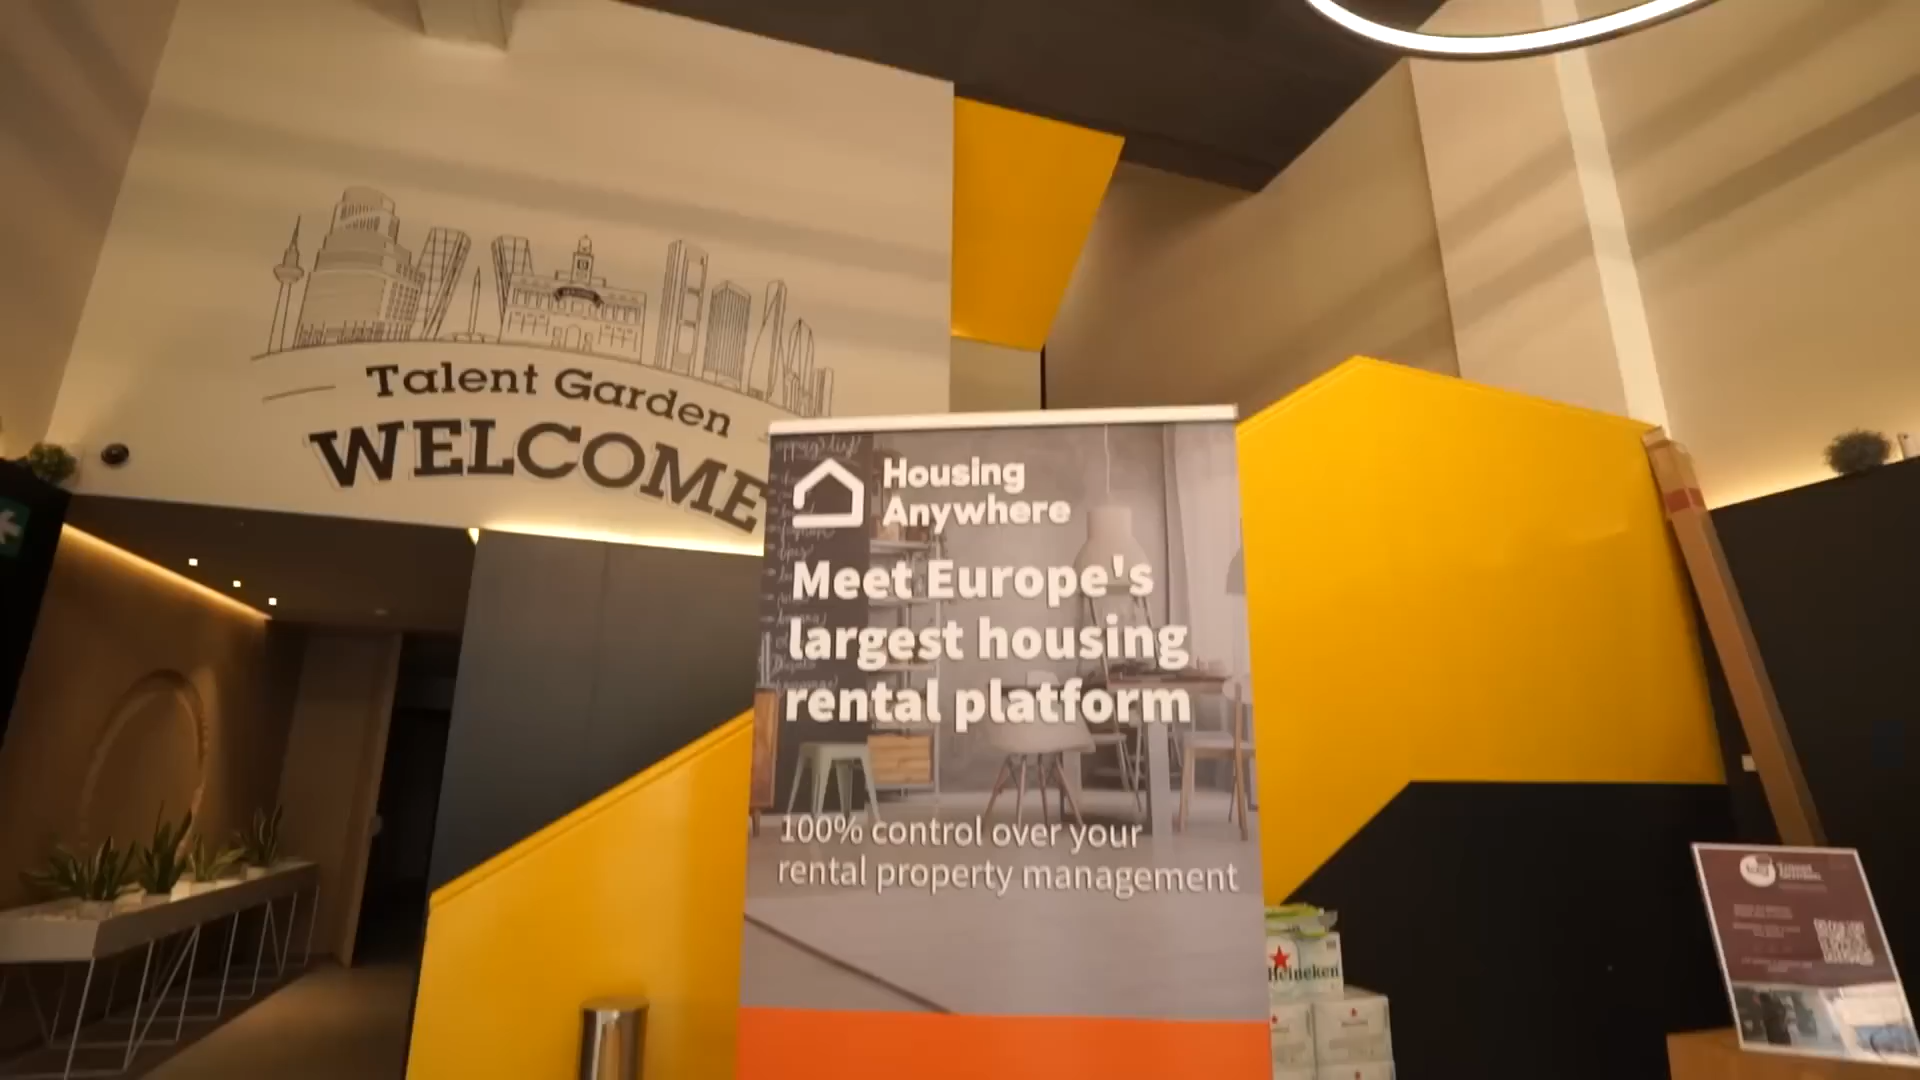 Talent Garden
WELCOME
Housing
Anywhere
Meet Europe's
largest housing
rental platform
100% control over your
rental property management
Heineken